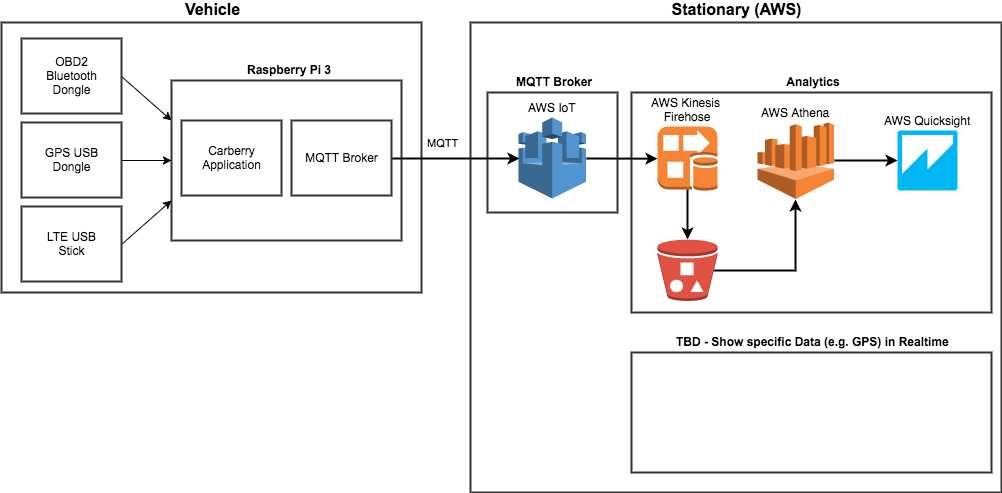 Vehicle
OBD2
Bluetooth
Dongle
GPS USB
Dongle
LTE USB
Stick
Raspberry Pi 3
Carberry
Application
MQTT Broker
MQTT
Stationary (AWS)
MQTT Broker
AWS IoT
Analytics
AWS Kinesis
Firehose
AWS Athena
AWS Quicksight
TBD - Show specific Data (e.g. GPS) in Realtime